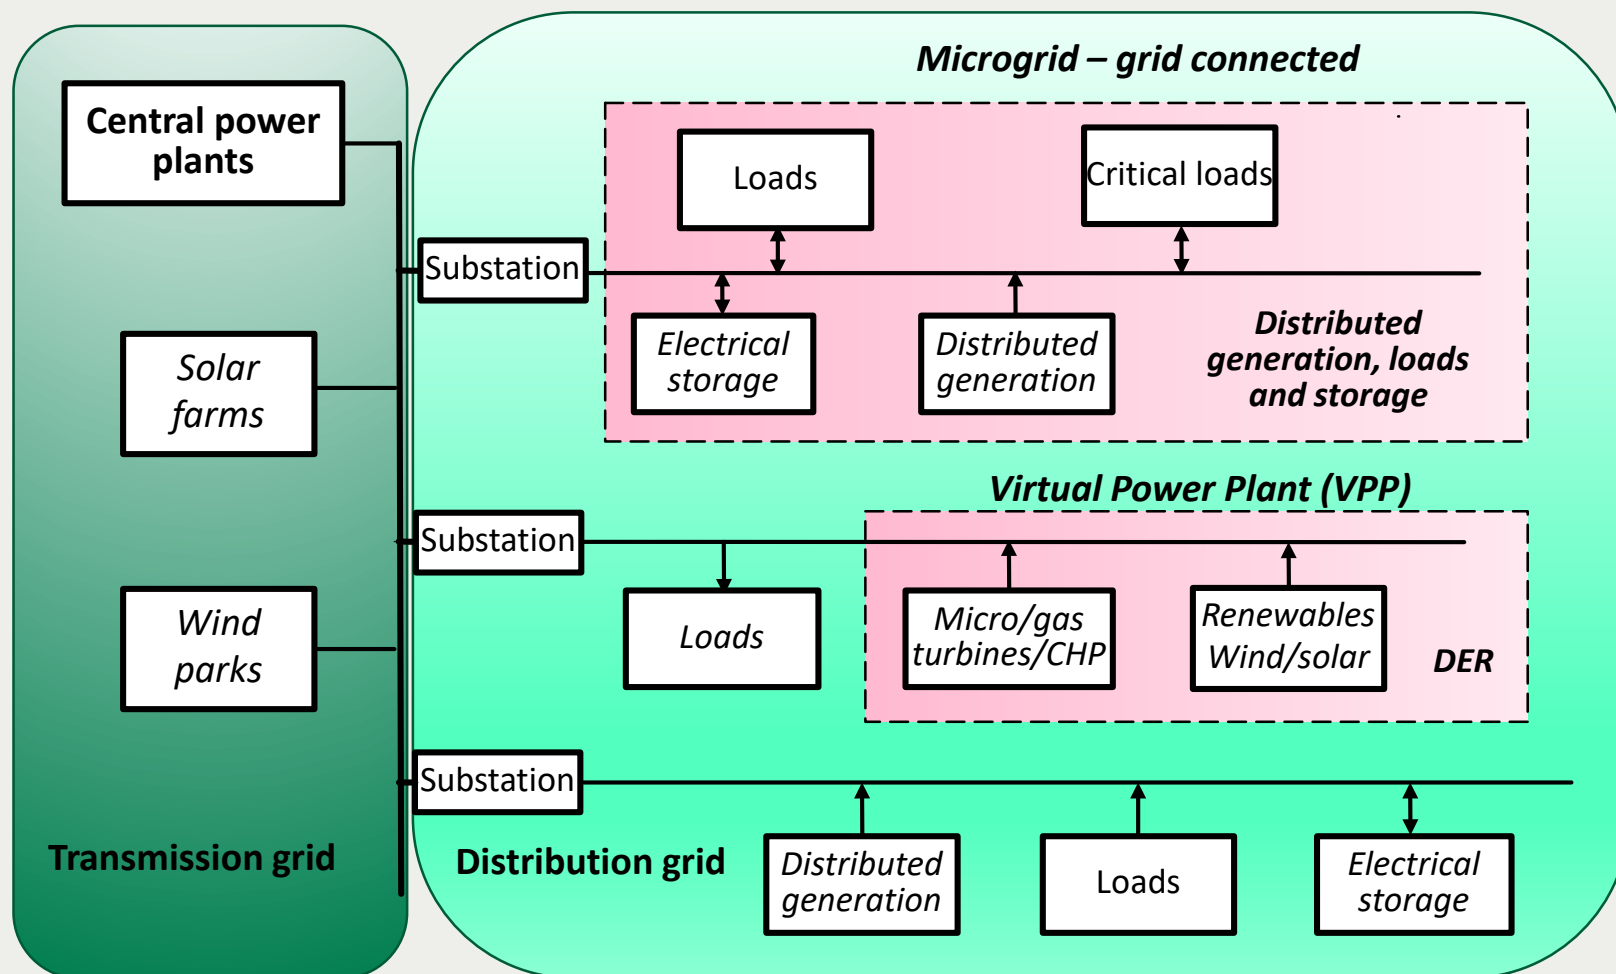 Microgrid – grid connected
Central power
plants
Loads
Critical loads
Substation
Electrical
storage
Distributed
generation
Distributed
generation, loads
and storage
Solar
farms
Virtual Power Plant (VPP)
Substation
Loads
Micro/gas
turbines/CHP
Renewables
Wind/solar
DER
Wind
parks
Substation
Transmission grid
Distribution grid
Distributed
generation
Loads
Electrical
storage